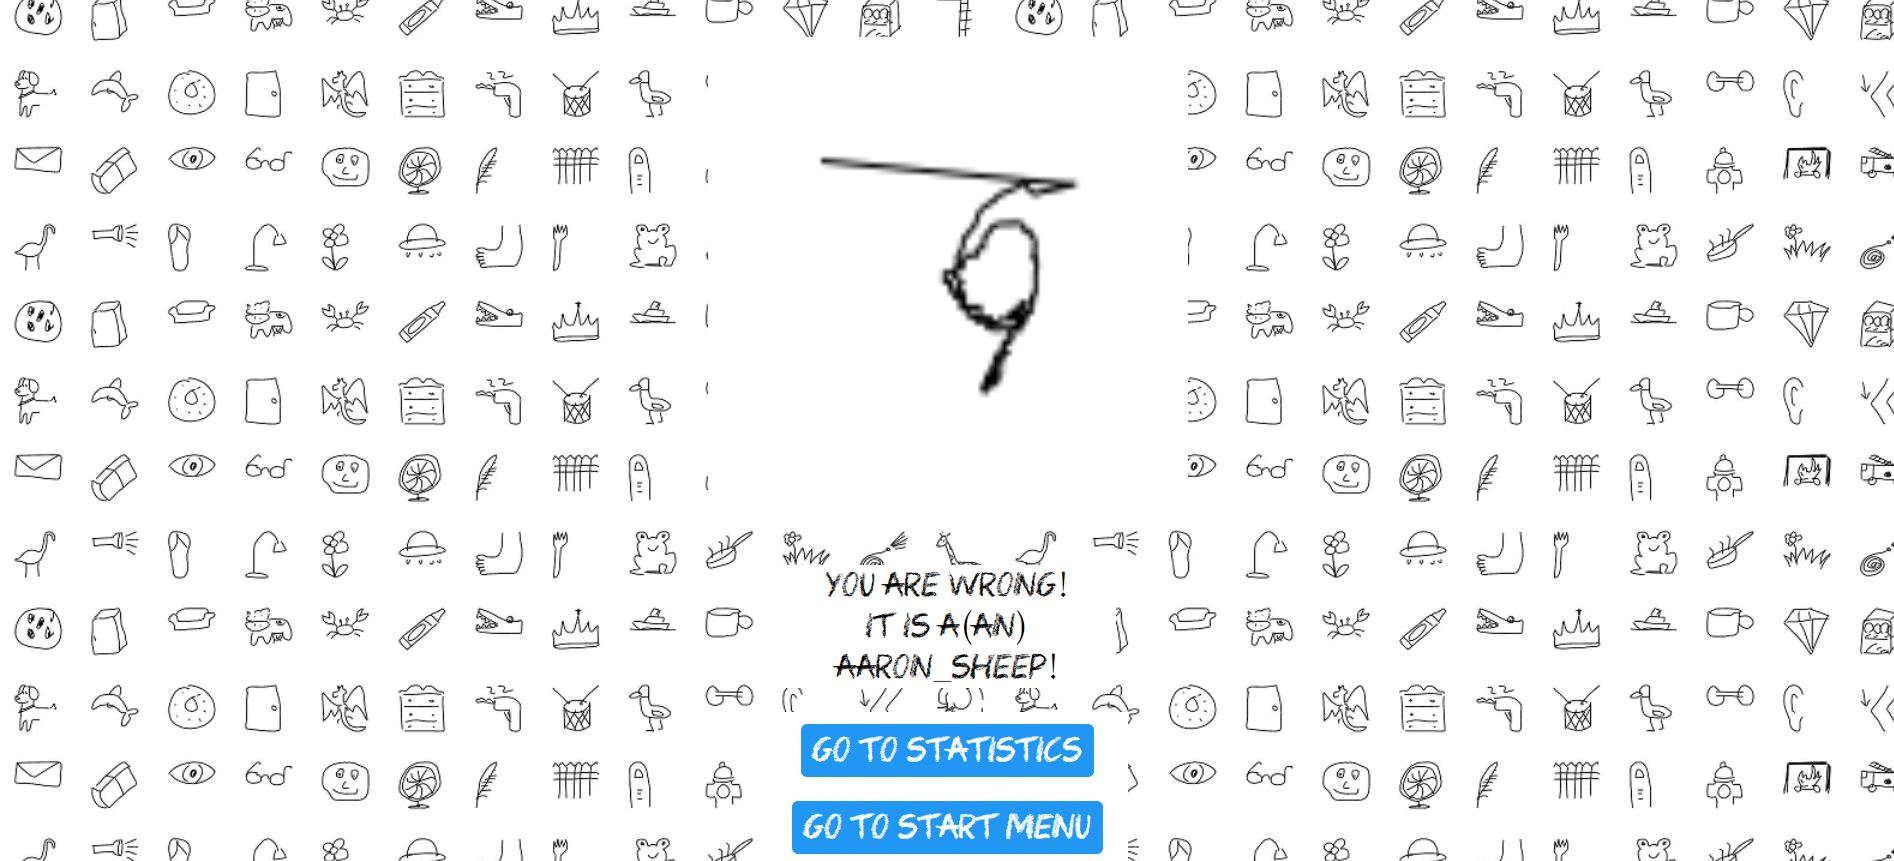 YOU ARE WRONG!
IT IS A(AN)
AARON_SHEEP!
GO TO STATISTICS
GO TO START MENU